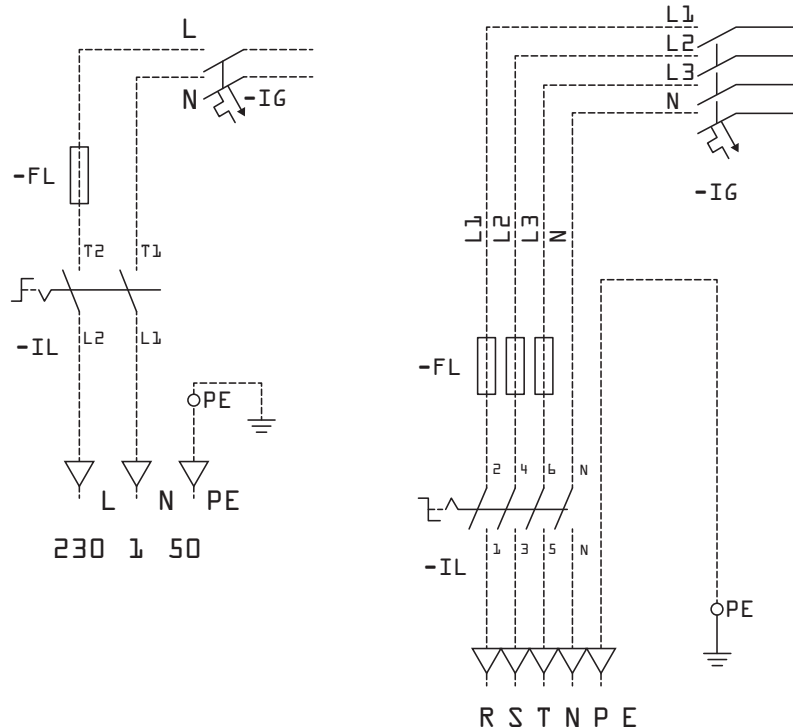 L
N
-IG
-FL
T2 T1
-IL
L2 L1
PE
L N PE
230 1 50
L1
L2
L3
N
-IG
L1 L2 L3 N
-FL
2 4 6 N
1 3 5 N
-IL
PE
R S T N P E